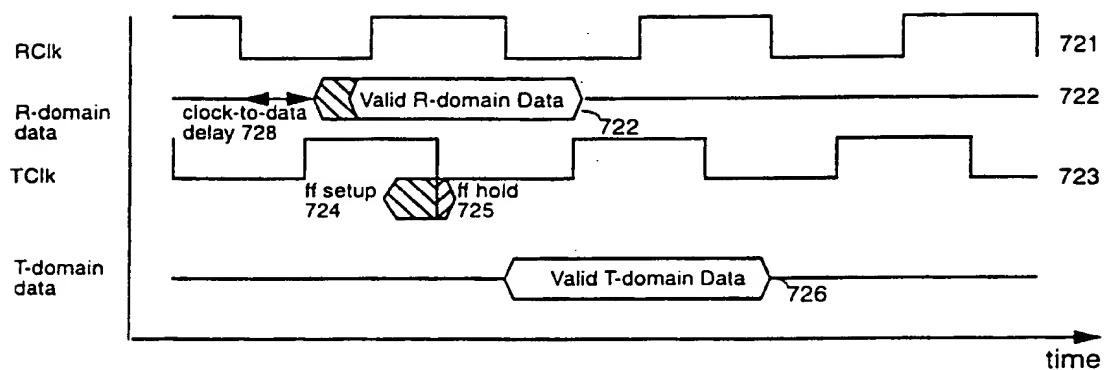 RClk
721
R-domain
data
clock-to-data
delay 728
Valid R-domain Data
722
722
TClk
ff setup
724
ff hold
725
723
T-domain
data
Valid T-domain Data
726
time